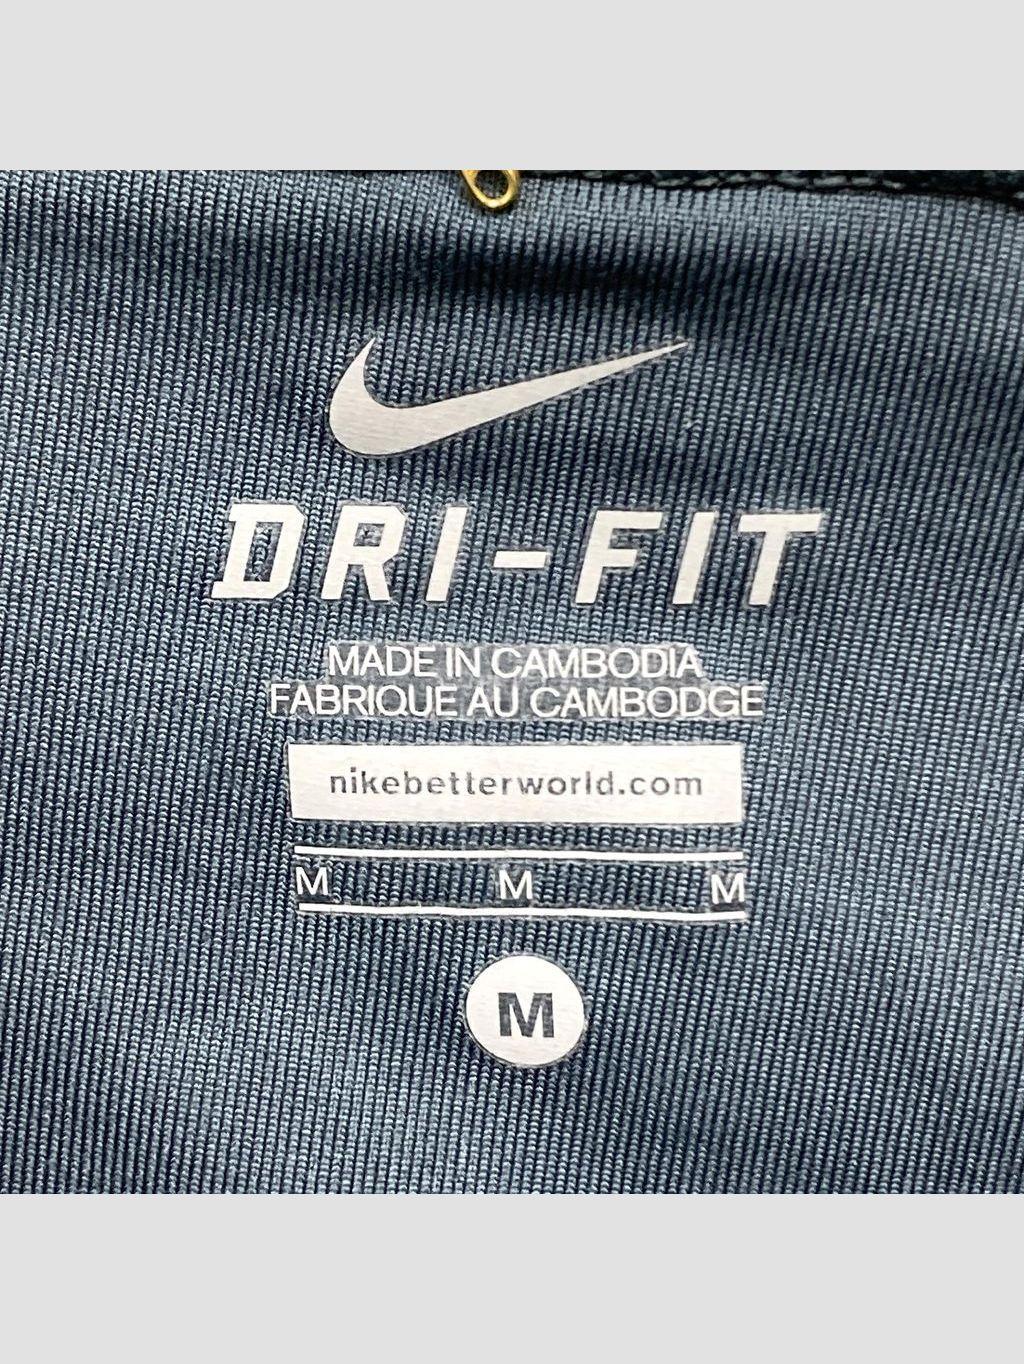 DRI-FIT
MADE IN CAMBODIA
FABRIQUE AU CAMBODGE
nikebetterworld.com
M M M
M